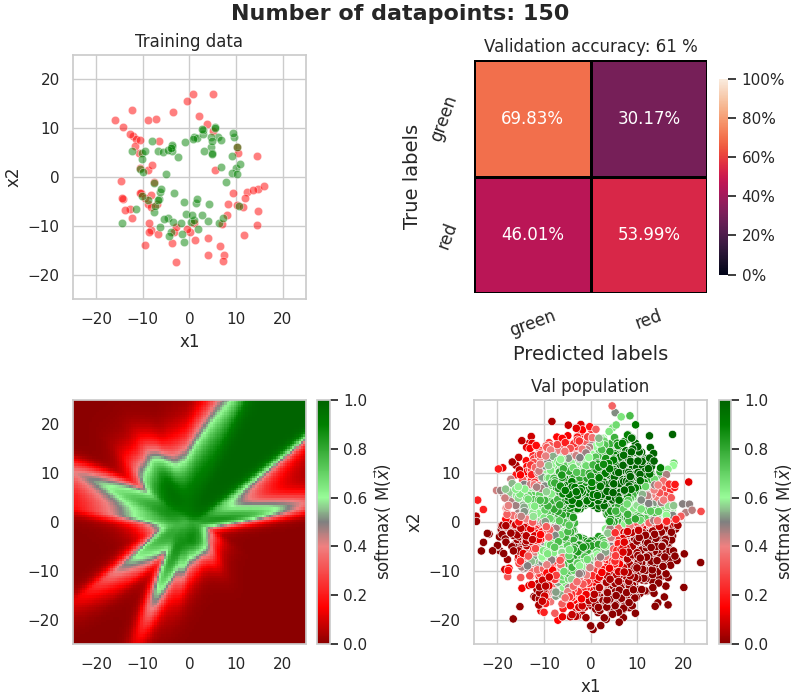 Number of datapoints: 150
Training data
20
10
0
−10
−20
x2
−20 −10 0 10 20
x1
Validation accuracy: 61 %
True labels
green
red
69.83% 30.17%
46.01% 53.99%
green red
Predicted labels
100%
80%
60%
40%
20%
0%
20
10
0
−10
−20
−20 −10 0 10 20
1.0
0.8
0.6
0.4
0.2
0.0
softmax( M(x⃗)
Val population
20
10
0
−10
−20
x2
−20 −10 0 10 20
x1
1.0
0.8
0.6
0.4
0.2
0.0
softmax( M(x⃗)